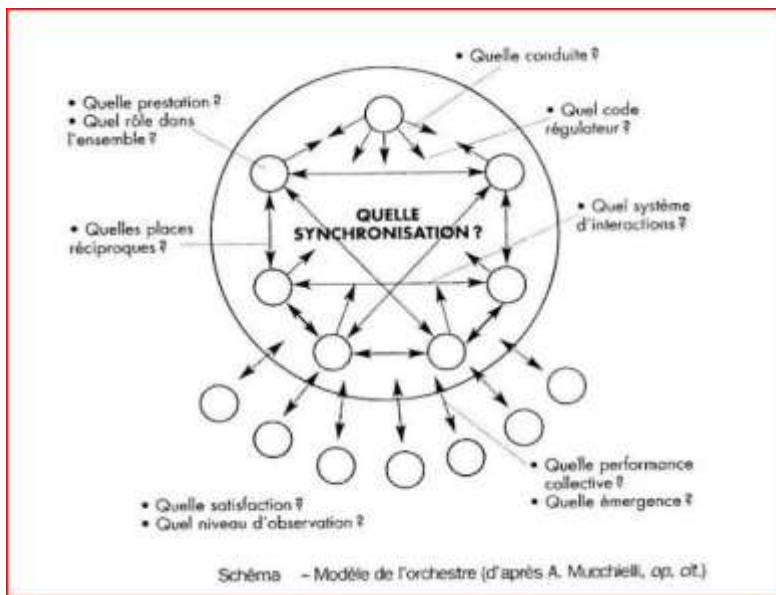 • Quelle conduite ?
• Quelle prestation ?
• Quel rôle dans
l'ensemble ?
• Quel code
régulateur ?
QUELLE
SYNCHRONISATION ?
• Quel système
d'interactions ?
• Quelles places
réciproques ?
• Quelle performance
collective ?
• Quelle émergence ?
• Quelle satisfaction ?
• Quel niveau d'observation ?
Schéma – Modèle de l'orchestre (d'après A. Mucchielli, op. cit.)